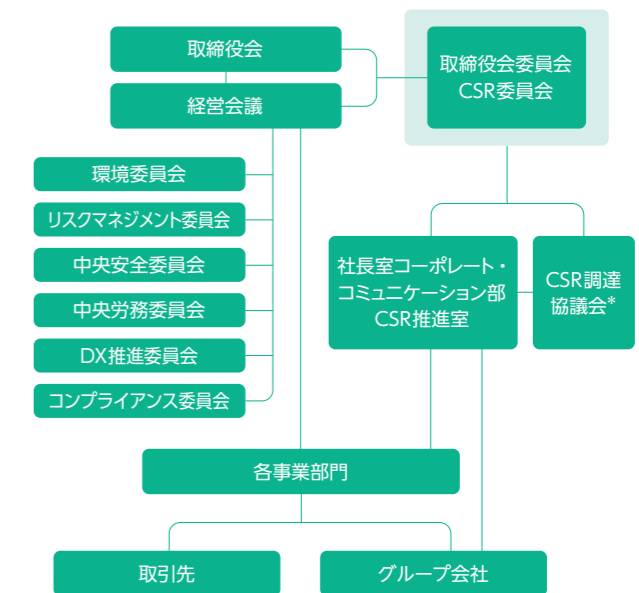 取締役会
経営会議
取締役会委員会
CSR委員会
環境委員会
リスクマネジメント委員会
中央安全委員会
中央労務委員会
DX推進委員会
コンプライアンス委員会
社長室コーポレート・
コミュニケーション部
CSR推進室
CSR調達
協議会*
各事業部門
取引先
グループ会社